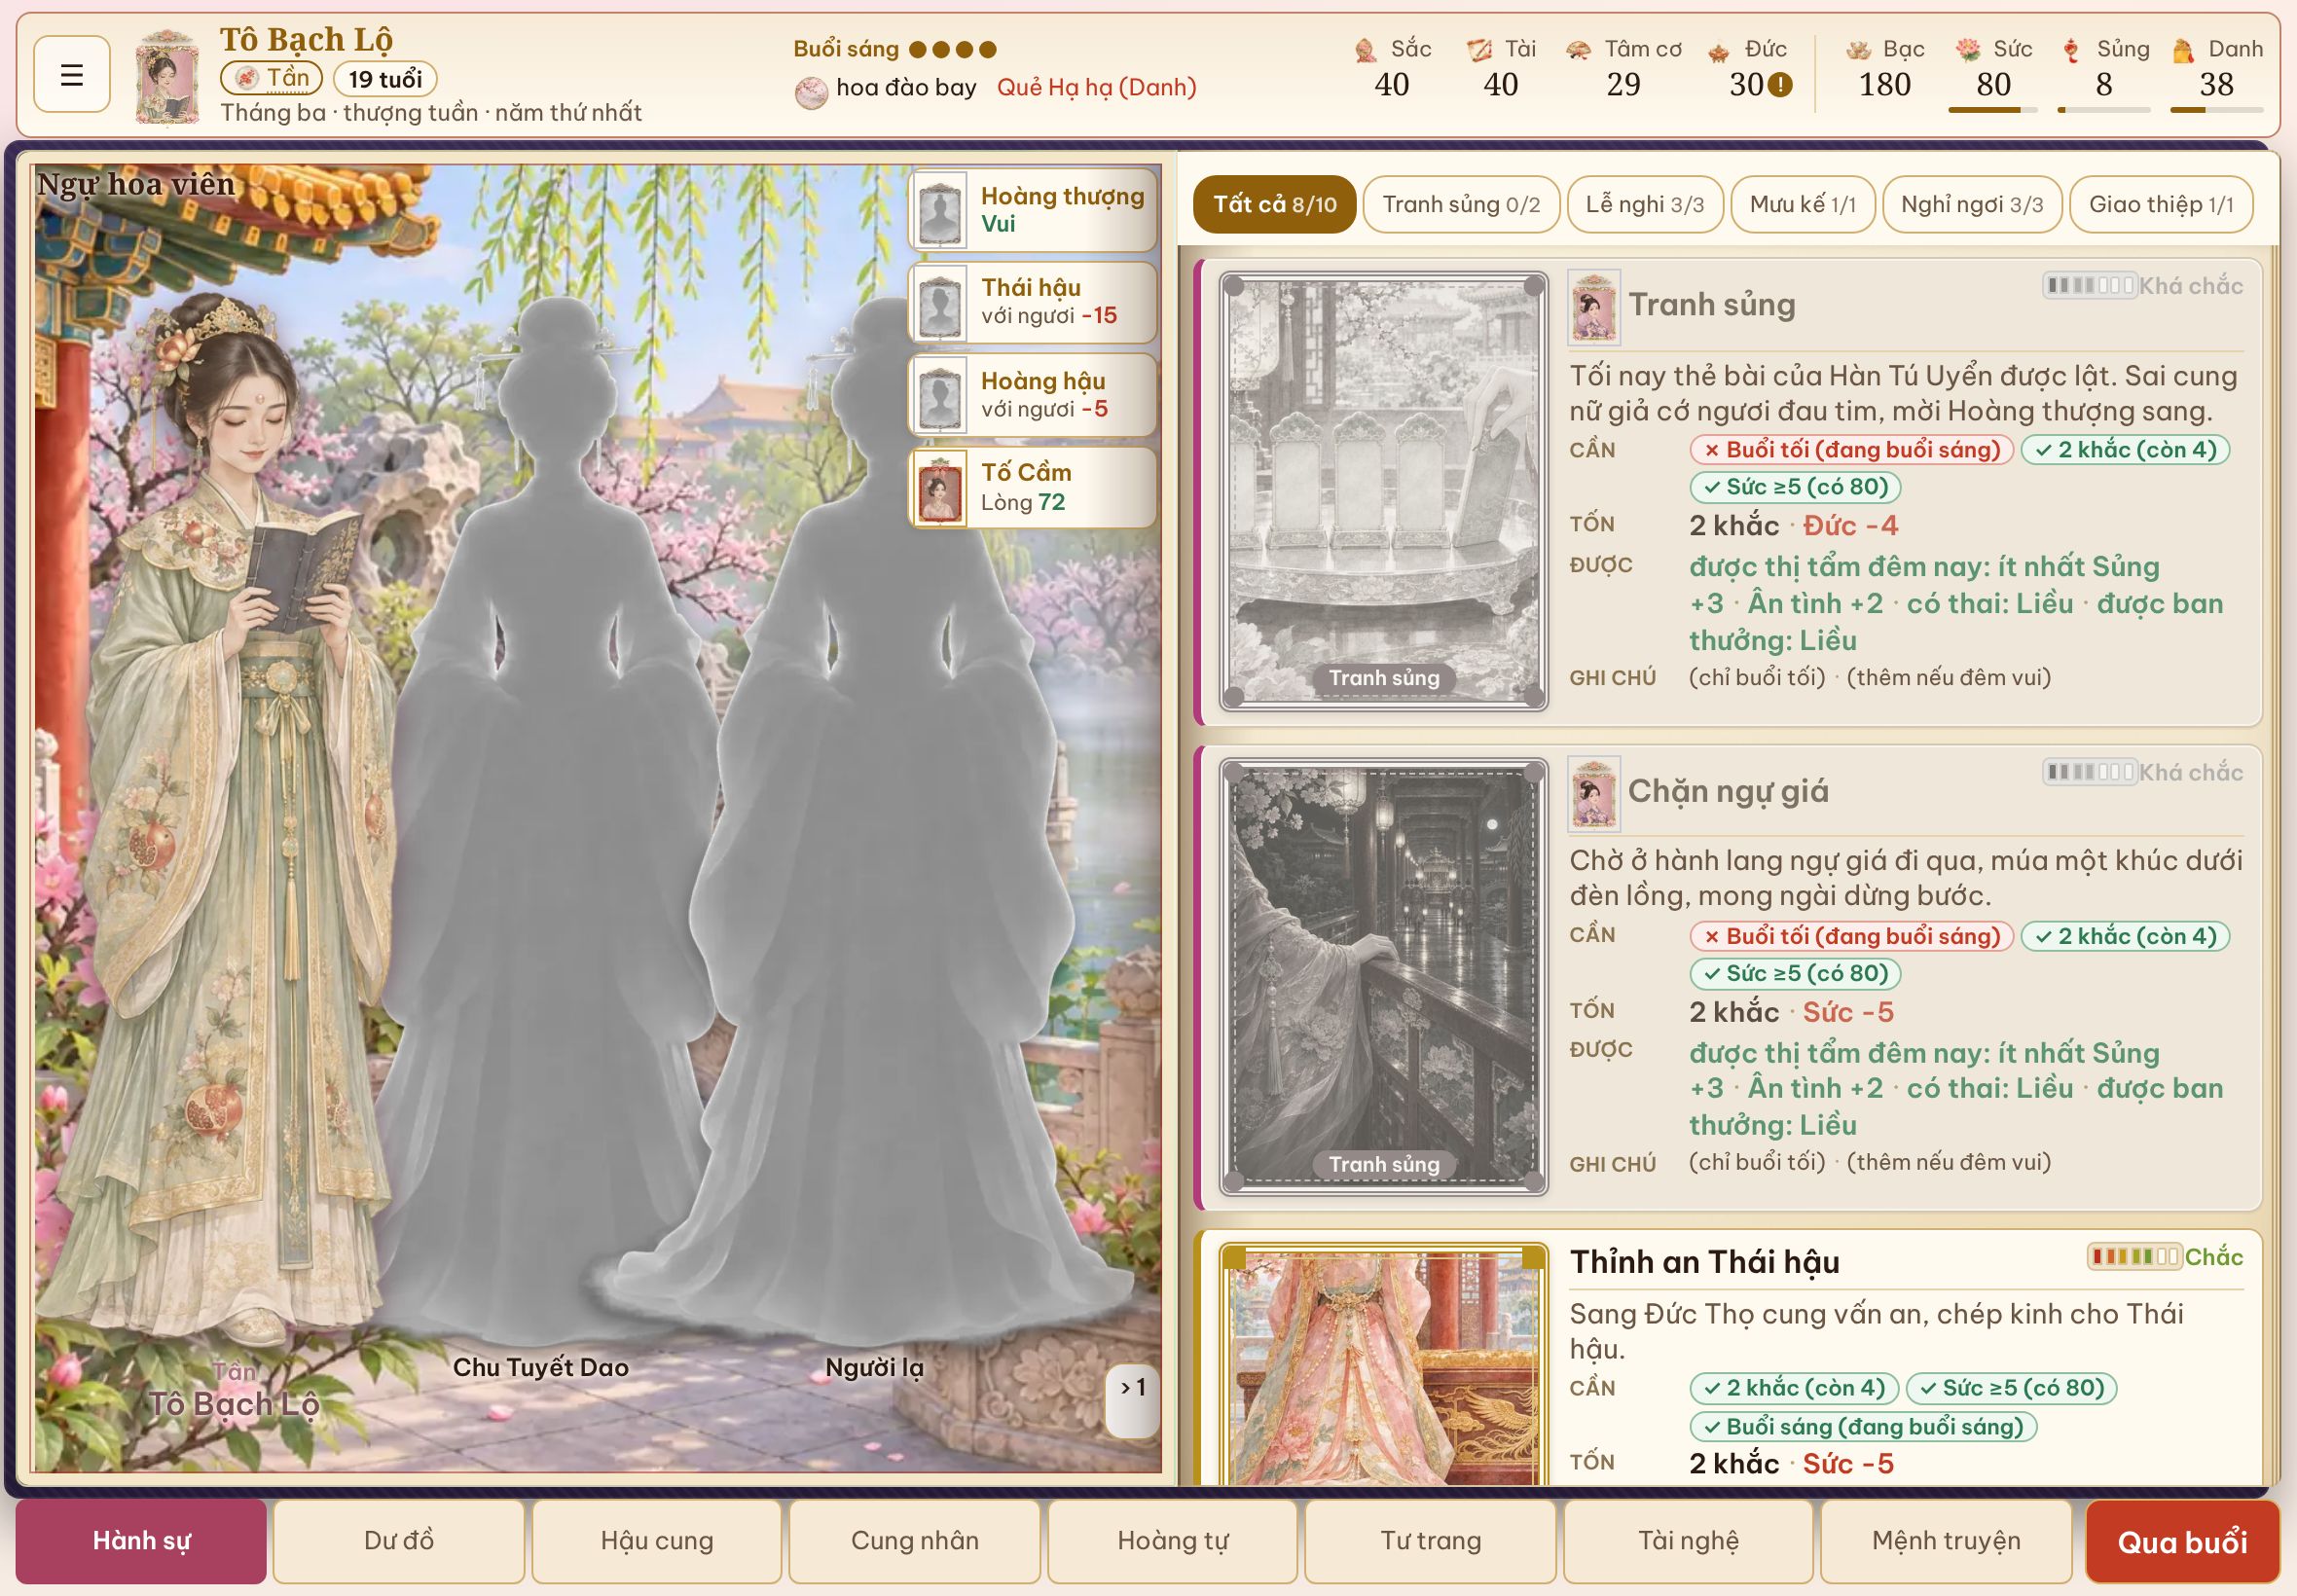 ☰
Tô Bạch Lộ
Tần
19 tuổi
Tháng ba · thượng tuần · năm thứ nhất
Buổi sáng
hoa đào bay
Quẻ Hạ hạ (Danh)
Sắc
40
Tài
40
Tâm cơ
29
Đức
30 !
Bạc
180
Sức
80
Sủng
8
Danh
38
Ngự hoa viên
Hoàng thượng
Vui
Thái hậu
với ngươi -15
Hoàng hậu
với ngươi -5
Tố Cầm
Lòng 72
Tần
Tô Bạch Lộ
Chu Tuyết Dao
Người lạ
› 1
Tất cả 8/10
Tranh sủng 0/2
Lễ nghi 3/3
Mưu kế 1/1
Nghỉ ngơi 3/3
Giao thiệp 1/1
Tranh sủng
Tranh sủng
Khá chắc
Tối nay thẻ bài của Hàn Tú Uyển được lật. Sai cung
nữ giả cớ ngươi đau tim, mời Hoàng thượng sang.
CẦN
× Buổi tối (đang buổi sáng)
✓ 2 khắc (còn 4)
✓ Sức ≥5 (có 80)
TỐN
2 khắc · Đức -4
ĐƯỢC
được thị tẩm đêm nay: ít nhất Sủng
+3 · Ân tình +2 · có thai: Liều · được ban
thưởng: Liều
GHI CHÚ
(chỉ buổi tối) · (thêm nếu đêm vui)
Tranh sủng
Chặn ngự giá
Khá chắc
Chờ ở hành lang ngự giá đi qua, múa một khúc dưới
đèn lồng, mong ngài dừng bước.
CẦN
× Buổi tối (đang buổi sáng)
✓ 2 khắc (còn 4)
✓ Sức ≥5 (có 80)
TỐN
2 khắc · Sức -5
ĐƯỢC
được thị tẩm đêm nay: ít nhất Sủng
+3 · Ân tình +2 · có thai: Liều · được ban
thưởng: Liều
GHI CHÚ
(chỉ buổi tối) · (thêm nếu đêm vui)
Thỉnh an Thái hậu
Chắc
Sang Đức Thọ cung vấn an, chép kinh cho Thái
hậu.
CẦN
✓ 2 khắc (còn 4)
✓ Sức ≥5 (có 80)
✓ Buổi sáng (đang buổi sáng)
TỐN
2 khắc · Sức -5
Hành sự
Dư đồ
Hậu cung
Cung nhân
Hoàng tự
Tư trang
Tài nghệ
Mệnh truyện
Qua buổi